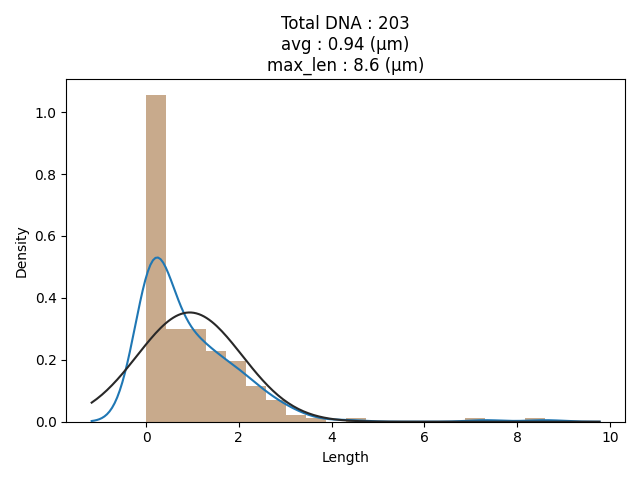 Total DNA : 203
avg : 0.94 (μm)
max_len : 8.6 (μm)
1.0
0.8
0.6
0.4
0.2
0.0
Density
0 2 4 6 8 10
Length